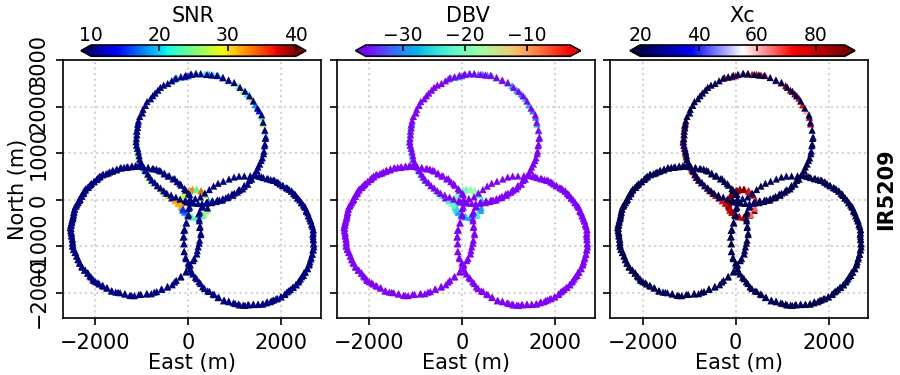 SNR DBV Xc
10 20 30 40 −30 −20 −10 20 40 60 80
3000
2000
1000
0
−1000
−2000
North (m)
IR5209
−2000 0 2000 −2000 0 2000 −2000 0 2000
East (m) East (m) East (m)